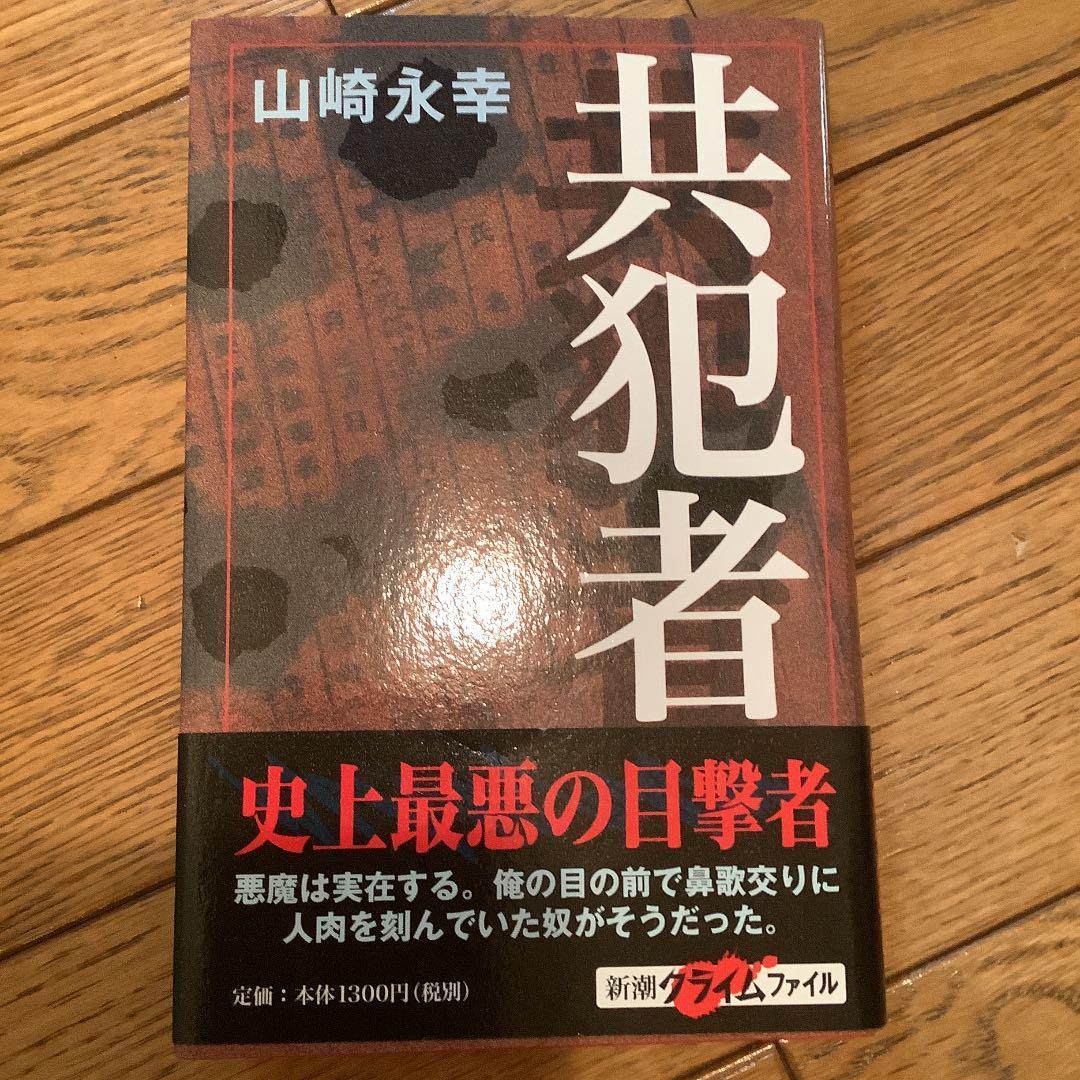 山崎永幸
共犯者
史上最悪の目撃者
悪魔は実在する。俺の目の前で鼻歌交りに
人肉を刻んでいた奴がそうだった。
定価：本体1300円（税別）
新潮クライムファイル